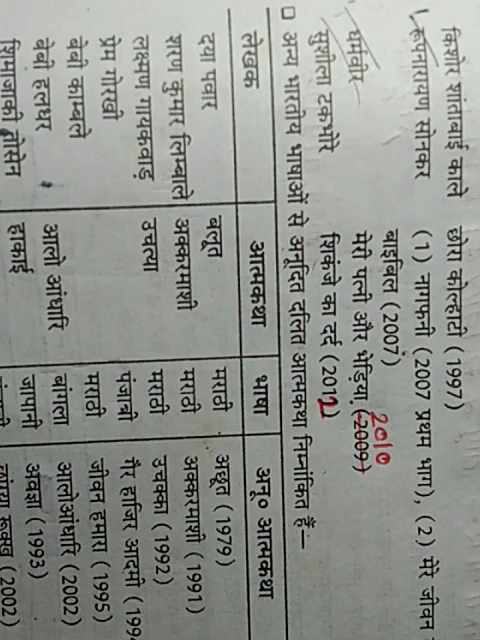 किशोर शांताबाई काले छोरा कोल्हाटी (1997)
रूपनारायण सोनकर (1) नागफनी (2007 प्रथम भाग), (2) मेरे जीवन
बाईबिल (2007)
धर्मवीर मेरी पत्नी और भेड़िया (2009) 2010
सुशीला टाकभौरे शिकंजे का दर्द (2012)
□ अन्य भारतीय भाषाओं से अनूदित दलित आत्मकथा निम्नांकित हैं—
लेखक आत्मकथा भाषा अनु० आत्मकथा
दया पवार बलूत मराठी अछूत (1979)
शरण कुमार लिम्बाले अक्करमाशी मराठी अक्करमाशी (1991)
लक्ष्मण गायकवाड़ उचल्या मराठी उचक्का (1992)
प्रेम गोरखी पंजाबी गैर हाजिर आदमी (199
बेबी काम्बले मराठी जीवन हमारा (1995)
बेबी हलधर आलो आंधारि बांग्ला आलोआंधारि (2002)
हाकाई जापानी अवज्ञा (1993)
(2002)